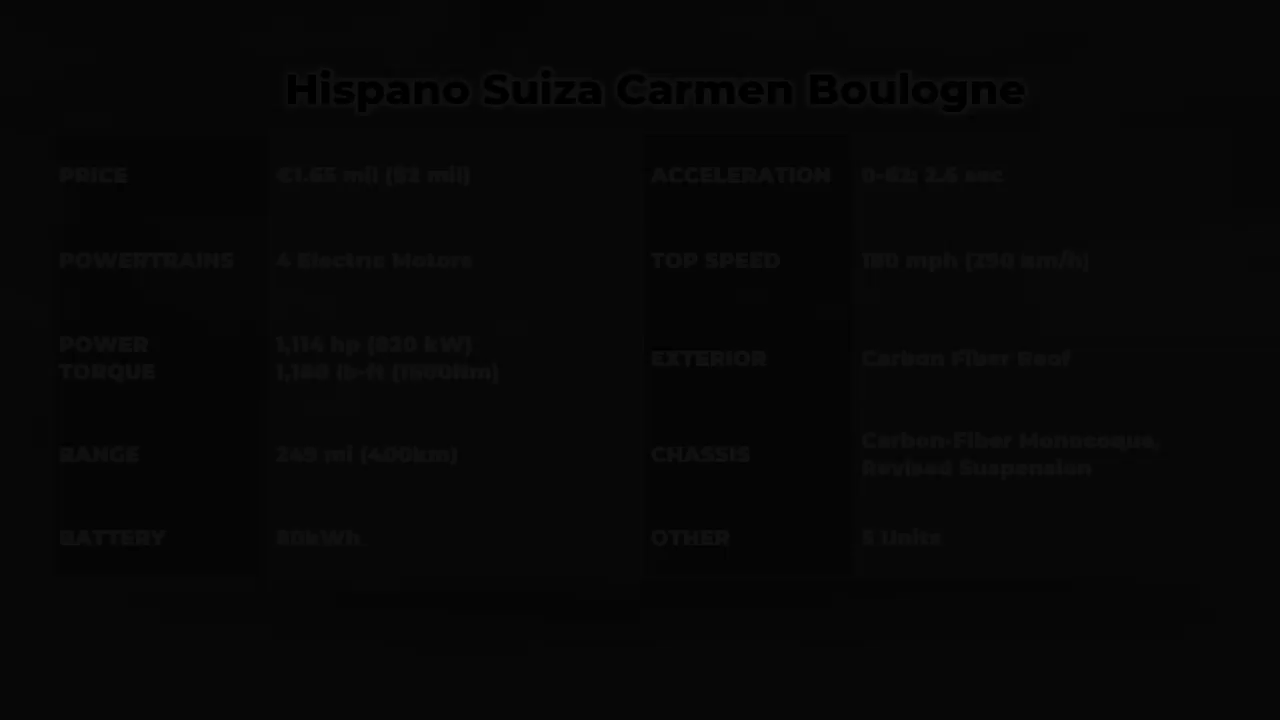 Hispano Suiza Carmen Boulogne
PRICE
€1.65 mil ($2 mil)
POWERTRAINS
4 Electric Motors
POWER
TORQUE
1,114 hp (820 kW)
1,180 lb-ft (1600Nm)
RANGE
249 mi (400km)
BATTERY
80kWh
ACCELERATION
0-62: 2.6 sec
TOP SPEED
180 mph (290 km/h)
EXTERIOR
Carbon Fiber Roof
CHASSIS
Carbon-Fiber Monocoque,
Revised Suspension
OTHER
5 Units